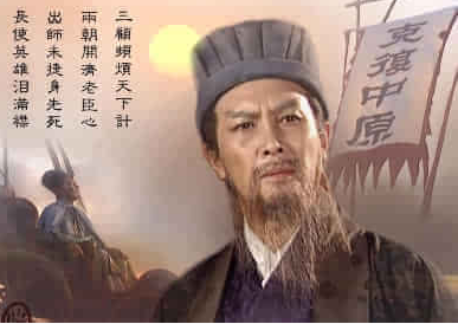 三顧頻煩天下計
兩朝開濟老臣心
出師未捷身先死
長使英雄泪滿襟
克復中原